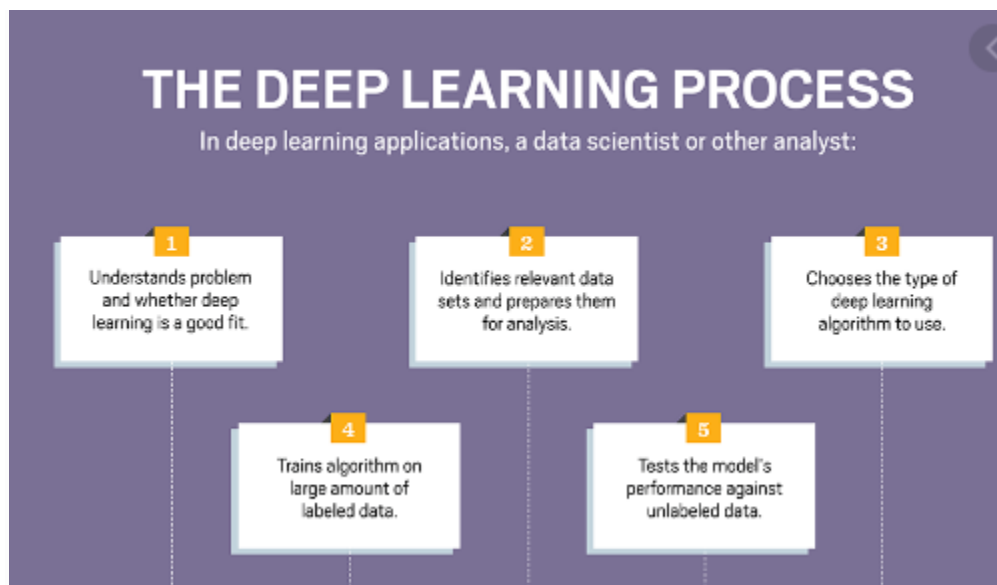 THE DEEP LEARNING PROCESS
In deep learning applications, a data scientist or other analyst:
1
Understands problem
and whether deep
learning is a good fit.
2
Identifies relevant data
sets and prepares them
for analysis.
3
Chooses the type of
deep learning
algorithm to use.
4
Trains algorithm on
large amount of
labeled data.
5
Tests the model's
performance against
unlabeled data.